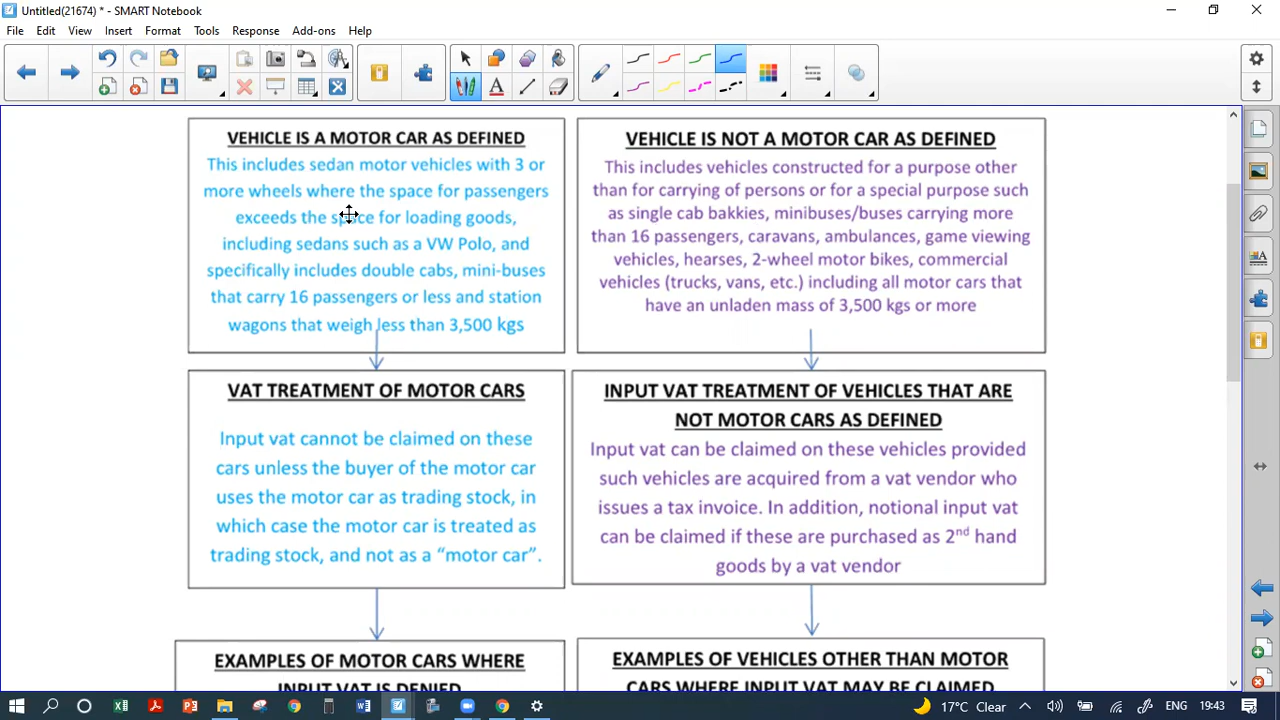 Untitled(21674) * - SMART Notebook
File Edit View Insert Format Tools Response Add-ons Help
VEHICLE IS A MOTOR CAR AS DEFINED
This includes sedan motor vehicles with 3 or
more wheels where the space for passengers
exceeds the space for loading goods,
including sedans such as a VW Polo, and
specifically includes double cabs, mini-buses
that carry 16 passengers or less and station
wagons that weigh less than 3,500 kgs
VEHICLE IS NOT A MOTOR CAR AS DEFINED
This includes vehicles constructed for a purpose other
than for carrying of persons or for a special purpose such
as single cab bakkies, minibuses/buses carrying more
than 16 passengers, caravans, ambulances, game viewing
vehicles, hearses, 2-wheel motor bikes, commercial
vehicles (trucks, vans, etc.) including all motor cars that
have an unladen mass of 3,500 kgs or more
VAT TREATMENT OF MOTOR CARS
Input vat cannot be claimed on these
cars unless the buyer of the motor car
uses the motor car as trading stock, in
which case the motor car is treated as
trading stock, and not as a “motor car”.
INPUT VAT TREATMENT OF VEHICLES THAT ARE
NOT MOTOR CARS AS DEFINED
Input vat can be claimed on these vehicles provided
such vehicles are acquired from a vat vendor who
issues a tax invoice. In addition, notional input vat
can be claimed if these are purchased as 2nd hand
goods by a vat vendor
EXAMPLES OF MOTOR CARS WHERE
INPUT VAT IS DENIED
EXAMPLES OF VEHICLES OTHER THAN MOTOR
CARS WHERE INPUT VAT MAY BE CLAIMED
17°C Clear
ENG
19:43